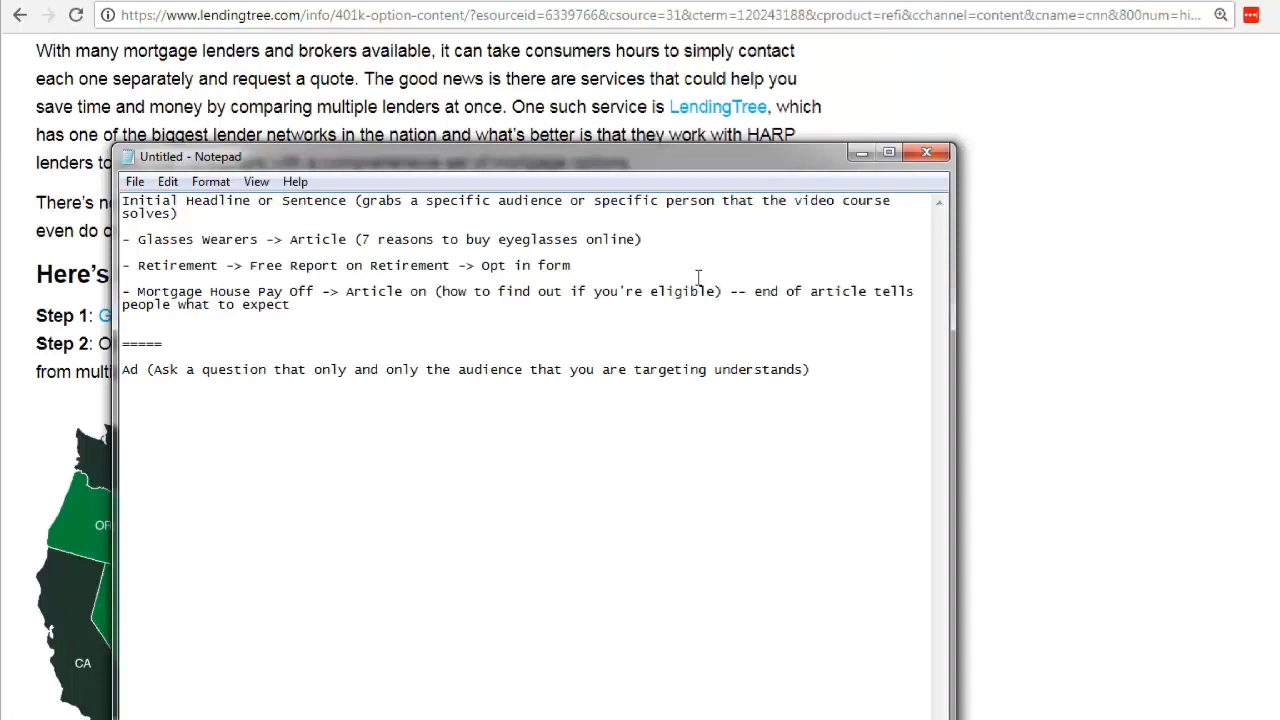 https://www.lendingtree.com/info/401k-option-content/?esourceid=6339766&csource=31&cterm=120243188&cproduct=refi&cchannel=content&cname=cnn&800num=hi...
With many mortgage lenders and brokers available, it can take consumers hours to simply contact
each one separately and request a quote. The good news is there are services that could help you
save time and money by comparing multiple lenders at once. One such service is LendingTree, which
has one of the biggest lender networks in the nation and what's better is that they work with HARP
lenders to
There's
even do
Here's
Step 1:
Step 2:
from
Untitled - Notepad
File Edit Format View Help
Initial Headline or Sentence (grabs a specific audience or specific person that the video course
solves)
- Glasses Wearers -> Article (7 reasons to buy eyeglasses online)
- Retirement -> Free Report on Retirement -> Opt in form
- Mortgage House Pay Off -> Article on (how to find out if you're eligible) -- end of article tells
people what to expect
=====
Ad (Ask a question that only and only the audience that you are targeting understands)
OR
CA